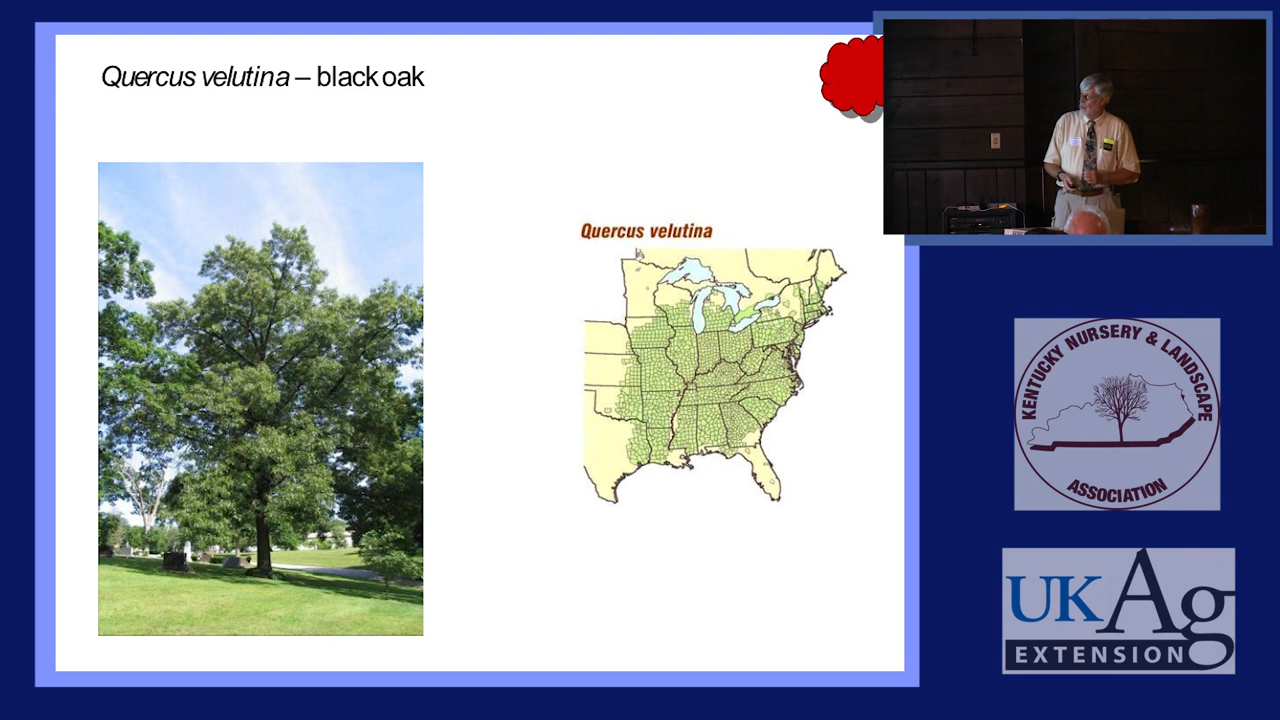 Quercus velutina – black oak
Quercus velutina
KENTUCKY NURSERY & LANDSCAPE
ASSOCIATION
UKAg
EXTENSION